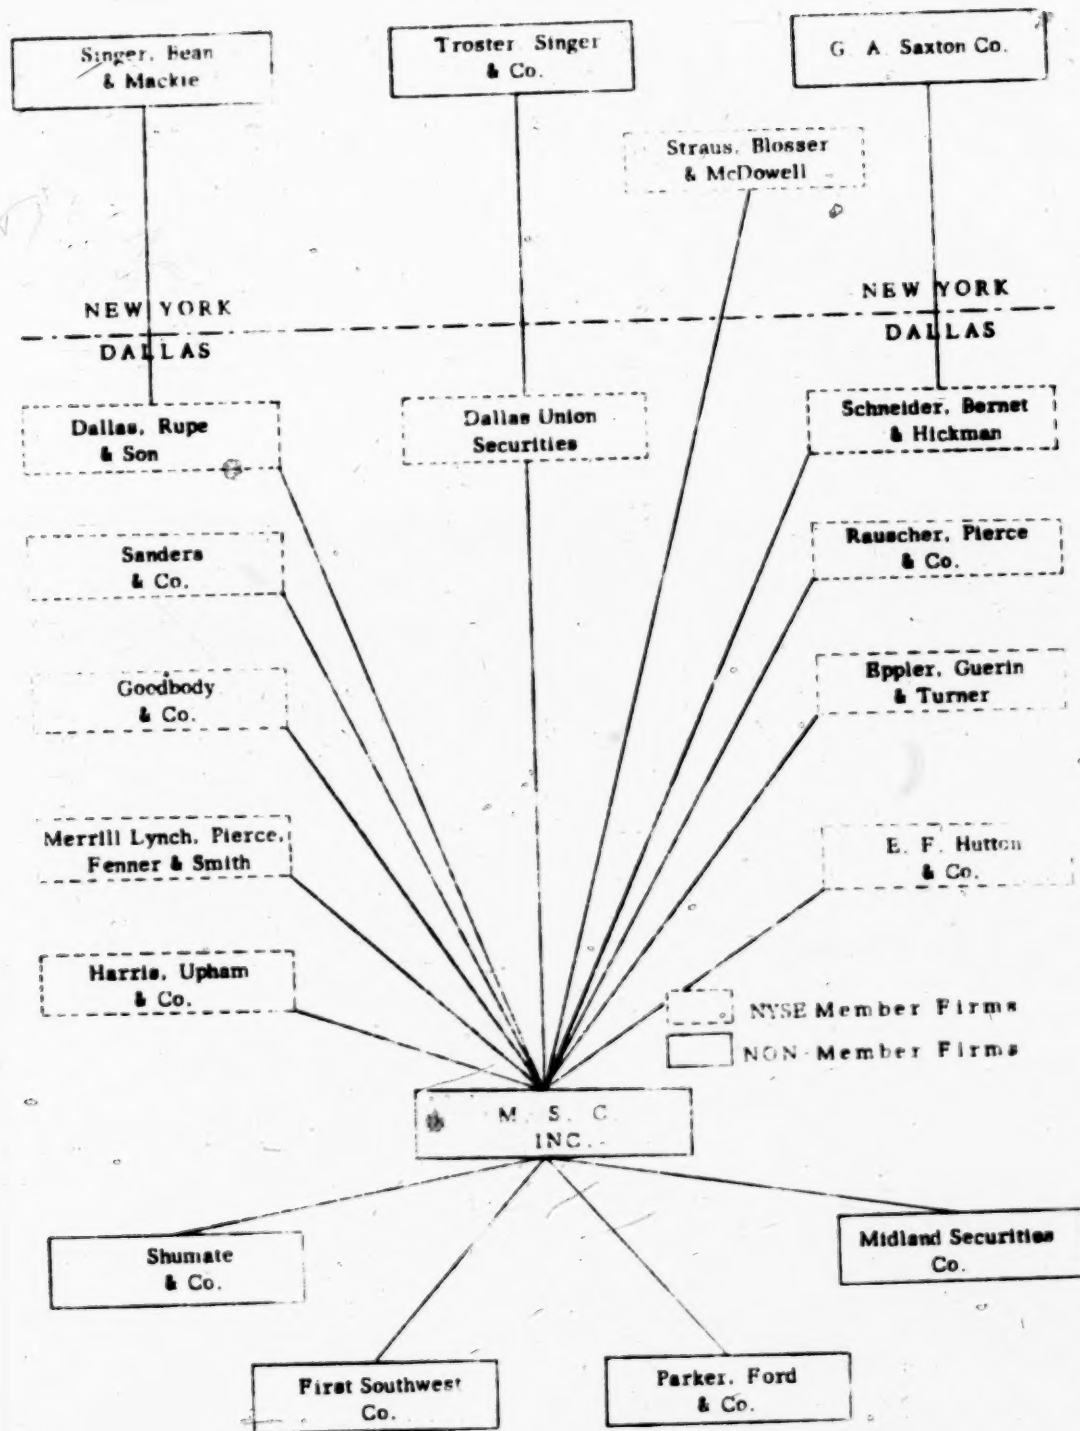 Singer, Bean
& Mackie
Troster Singer
& Co.
G. A. Saxton Co.
Straus, Blosser
& McDowell
NEW YORK
DALLAS
NEW YORK
DALLAS
Dallas, Rupe
& Son
Dallas Union
Securities
Schneider, Bernet
& Hickman
Sanders
& Co.
Rauscher, Pierce
& Co.
Goodbody
& Co.
Eppler, Guerin
& Turner
Merrill Lynch, Pierce,
Fenner & Smith
E. F. Hutton
& Co.
Harris, Upham
& Co.
NYSE Member Firms
NON-Member Firms
M. S. C.
INC.
Shumate
& Co.
Midland Securities
Co.
First Southwest
Co.
Parker, Ford
& Co.